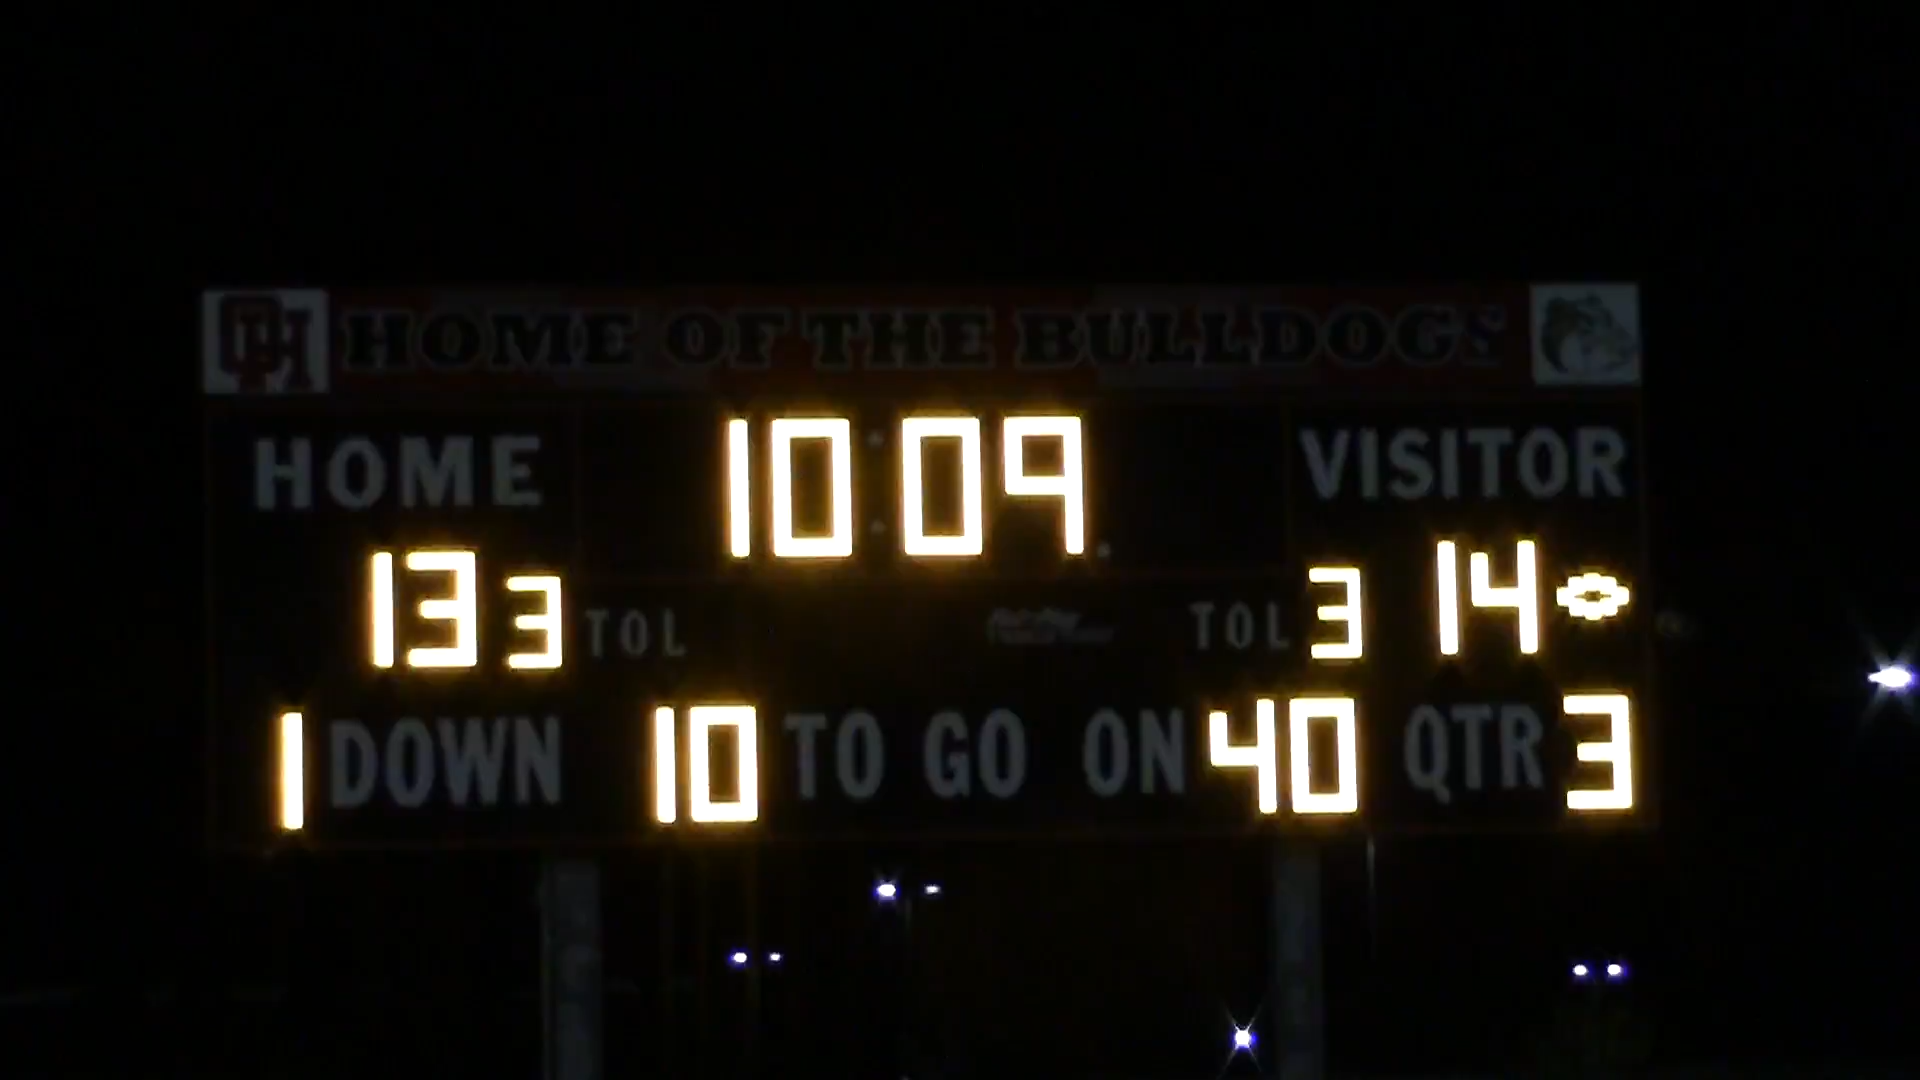 OH HOME OF THE BULLDOGS
HOME 10:09 VISITOR
13 3 TOL TOL 3 14
1 DOWN 10 TO GO ON 40 QTR 3